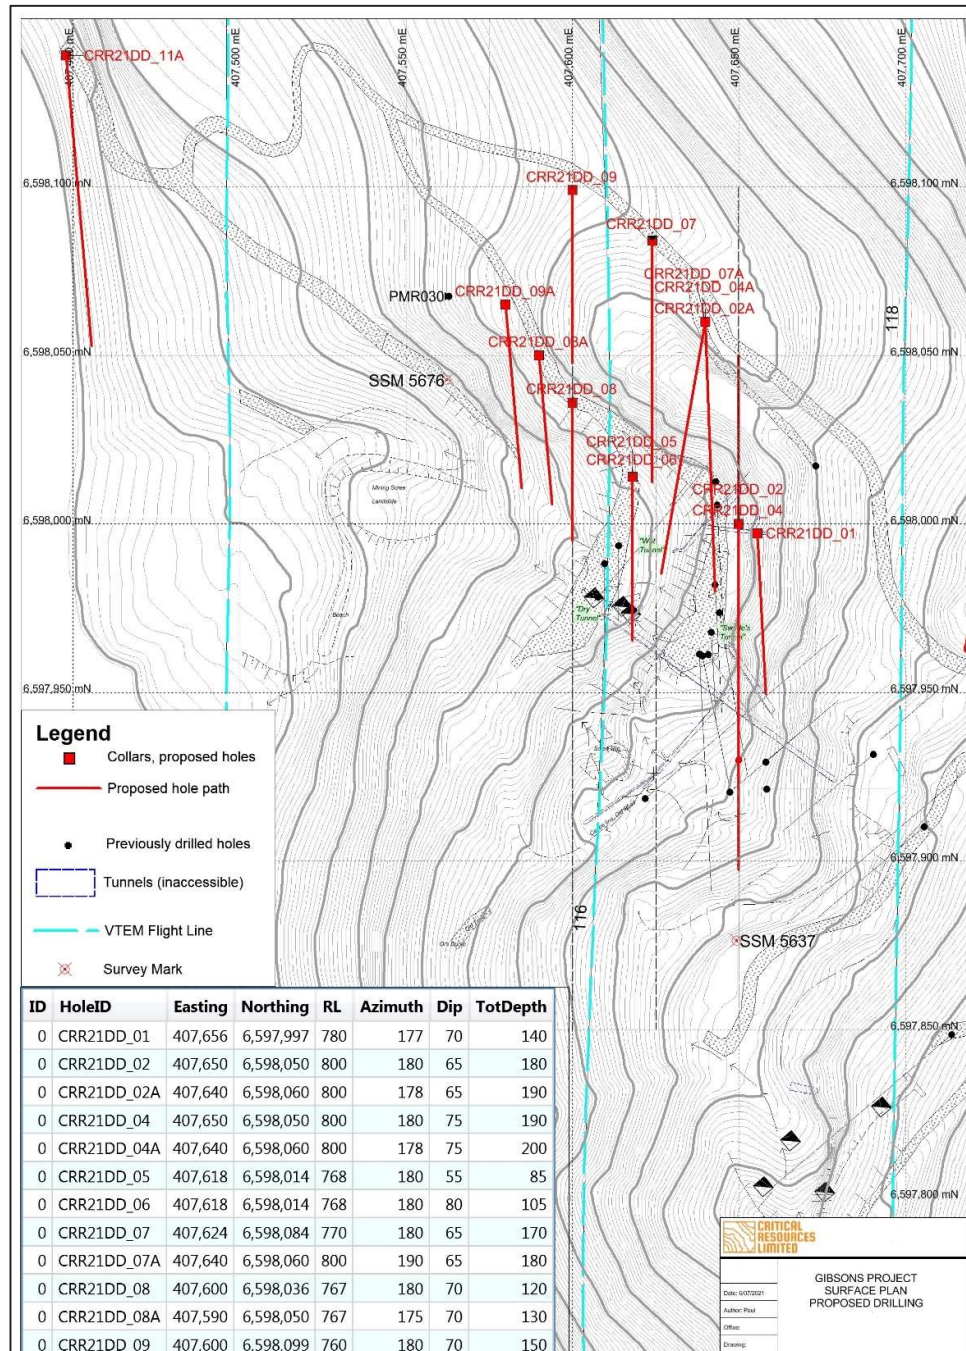 407,500 mE
407,550 mE
407,600 mE
407,680 mE
407,700 mE
CRR21DD_11A
6,598,100 mN
6,598,100 mN
CRR21DD_09
CRR21DD_07
CRR21DD_07A
CRR21DD_04A
PMR030
CRR21DD_09A
CRR21DD_02A
118
CRR21DD_08A
6,598,050 mN
6,598,050 mN
SSM 5676
CRR21DD_08
CRR21DD_05
CRR21DD_06
Mining Scree
Landslide
CRR21DD_02
6,598,000 mN
CRR21DD_04
6,598,000 mN
CRR21DD_01
"Wet
Tunnel"
"Dry
Tunnel"
Beach
6,597,950 mN
6,597,950 mN
Legend
Collars, proposed holes
Proposed hole path
Previously drilled holes
Tunnels (inaccessible)
VTEM Flight Line
Survey Mark
6,597,900 mN
116
SSM 5637
6,597,850 mN
6,597,800 mN
ID HoleID Easting Northing RL Azimuth Dip TotDepth
0 CRR21DD_01 407,656 6,597,997 780 177 70 140
0 CRR21DD_02 407,650 6,598,050 800 180 65 180
0 CRR21DD_02A 407,640 6,598,060 800 178 65 190
0 CRR21DD_04 407,650 6,598,050 800 180 75 190
0 CRR21DD_04A 407,640 6,598,060 800 178 75 200
0 CRR21DD_05 407,618 6,598,014 768 180 55 85
0 CRR21DD_06 407,618 6,598,014 768 180 80 105
0 CRR21DD_07 407,624 6,598,084 770 180 65 170
0 CRR21DD_07A 407,640 6,598,060 800 190 65 180
0 CRR21DD_08 407,600 6,598,036 767 180 70 120
0 CRR21DD_08A 407,590 6,598,050 767 175 70 130
0 CRR21DD_09 407,600 6,598,099 760 180 70 150
CRITICAL
RESOURCES
LIMITED
GIBSONS PROJECT
SURFACE PLAN
PROPOSED DRILLING
Date: 6/07/2021
Author: Paul
Office:
Drawing: